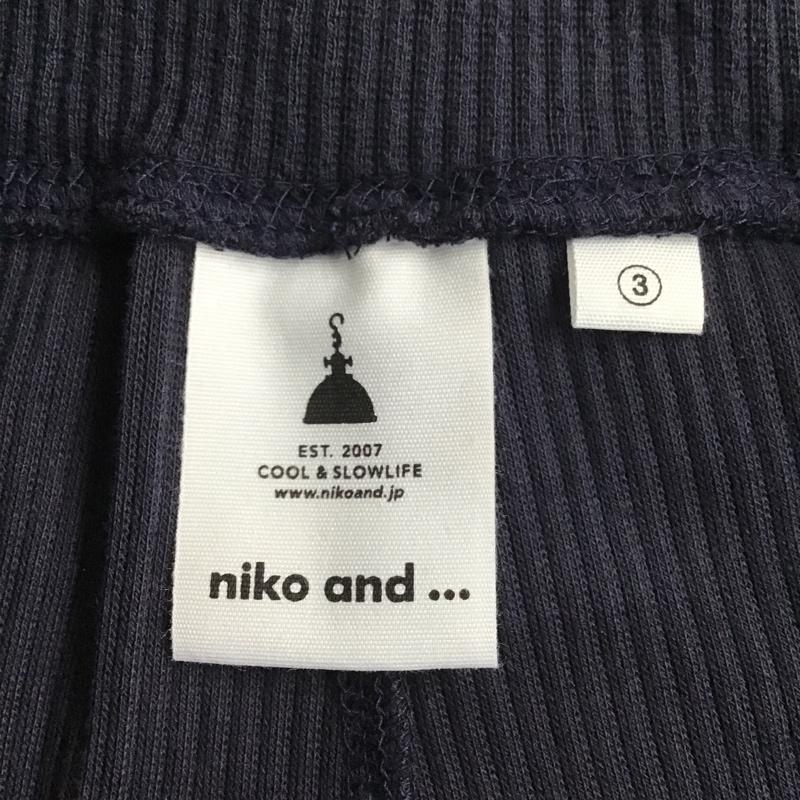 EST. 2007
COOL & SLOWLIFE
www.nikoand.jp
niko and ...
③